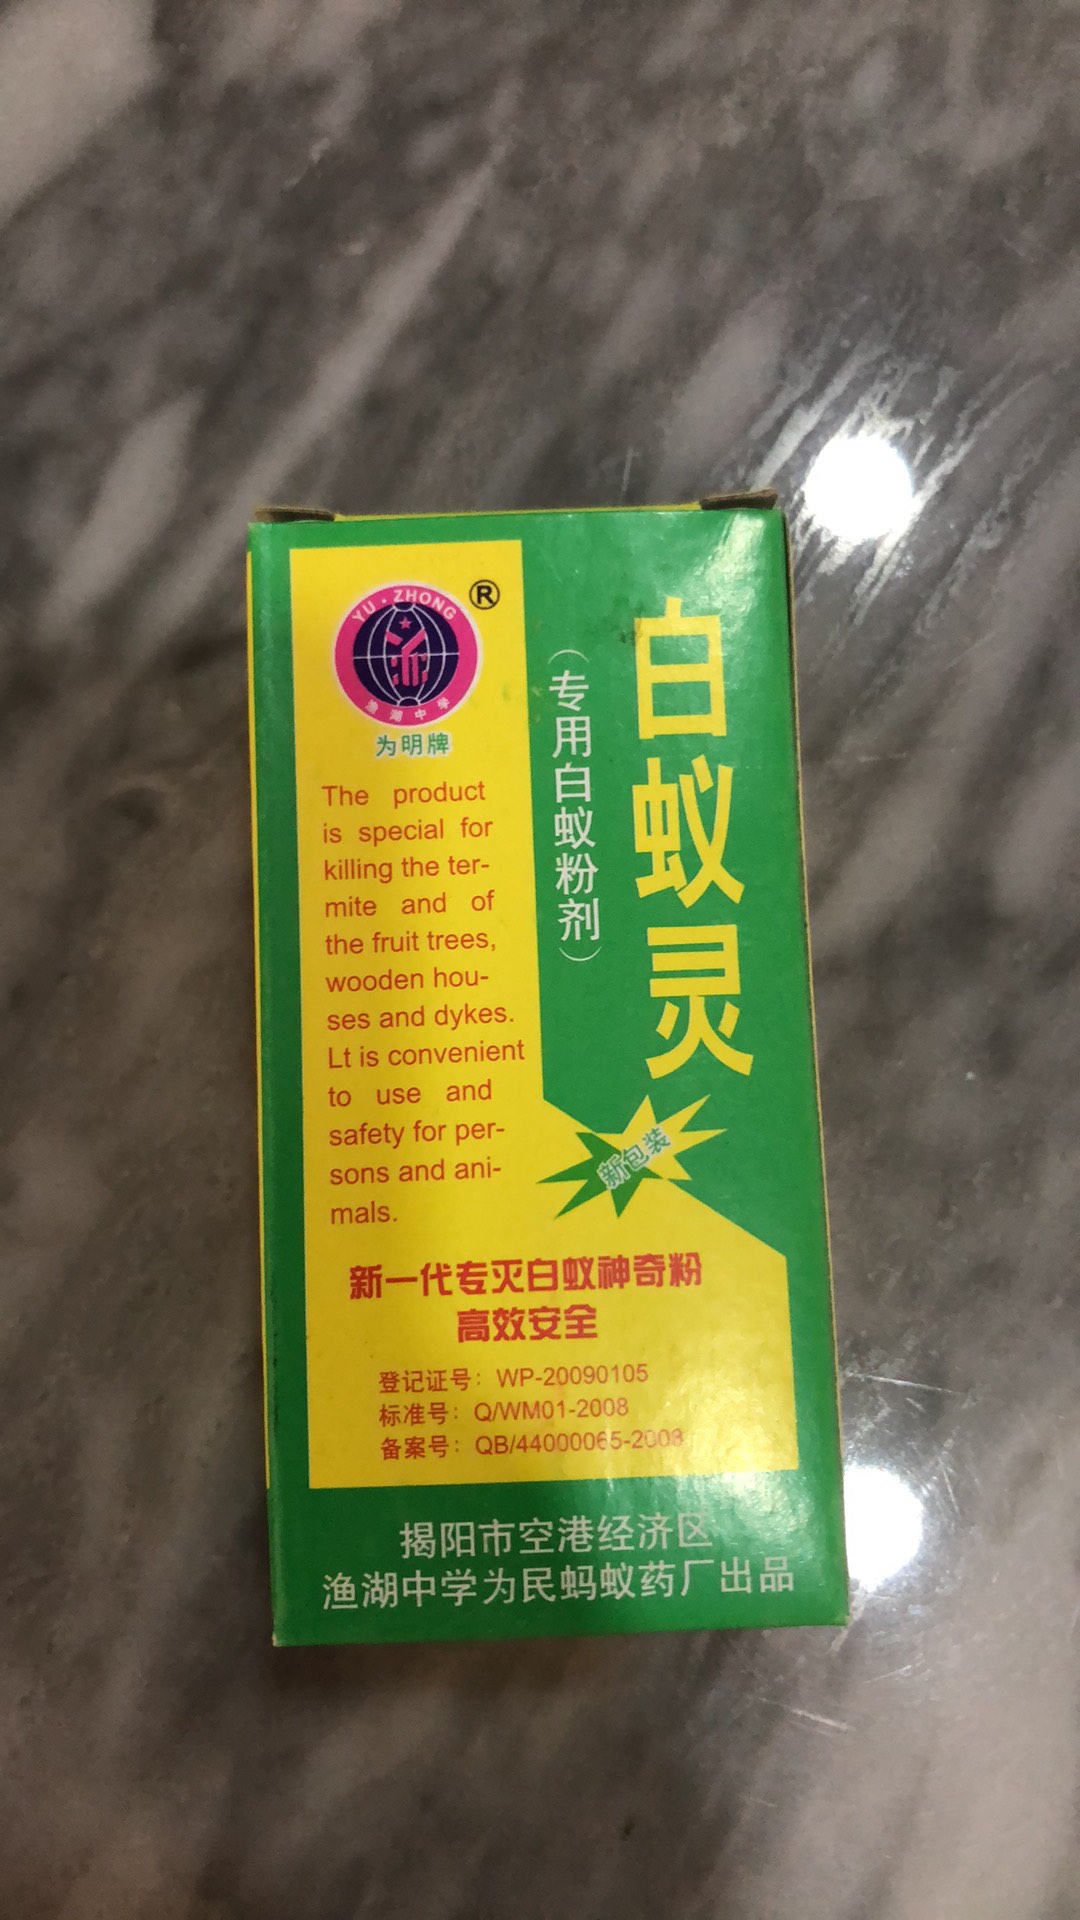 YU·ZHONG
渔湖中学
®
为明牌
白蚁灵
（专用白蚁粉剂）
The product
is special for
killing the ter-
mite and of
the fruit trees,
wooden hou-
ses and dykes.
Lt is convenient
to use and
safety for per-
sons and ani-
mals.
新包装
新一代专灭白蚁神奇粉
高效安全
登记证号：WP-20090105
标准号：Q/WM01-2008
备案号：QB/44000065-2008
揭阳市空港经济区
渔湖中学为民蚂蚁药厂出品